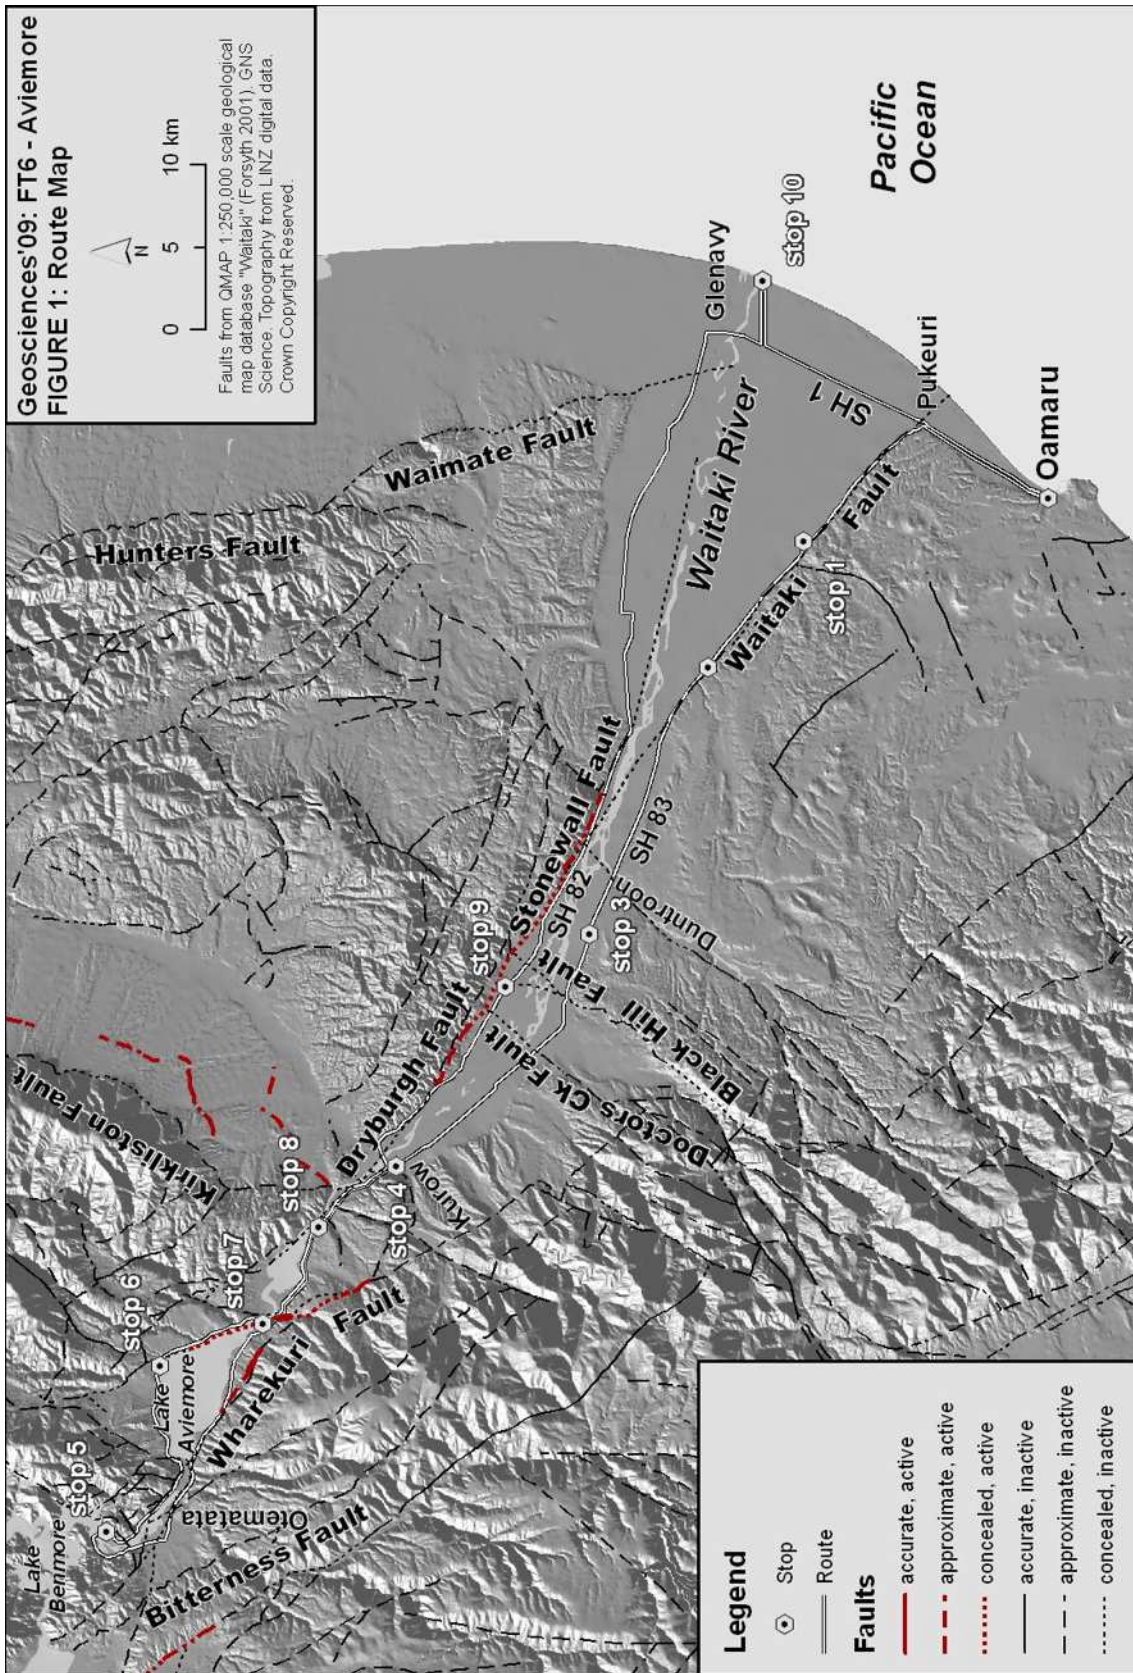 Geosciences'09: FT6 - Aviemore
FIGURE 1: Route Map
N
0 5 10 km
Faults from QMAP 1:250,000 scale geological
map database "Waitaki" (Forsyth 2001). GNS
Science. Topography from LINZ digital data.
Crown Copyright Reserved.
Lake
Benmore
stop 5
Lake
Aviemore
stop 6
stop 7
stop 8
Kirkliston Fault
Hunters Fault
Waimate Fault
Otematata
Bitterness Fault
Wharekuri Fault
Dryburgh Fault
stop 4
Kurow
stop 9
Stonewall Fault
SH 82
Doctors Ck Fault
Black Hill Fault
stop 3
Duntroon
SH 83
Waitaki River
Waitaki Fault
stop 1
Glenavy
stop 10
SH 1
Pukeuri
Oamaru
Pacific
Ocean
Legend
Stop
Route
Faults
accurate, active
approximate, active
concealed, active
accurate, inactive
approximate, inactive
concealed, inactive